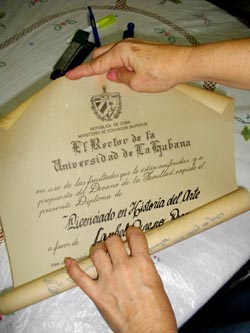 REPUBLICA DE CUBA
MINISTERIO DE EDUCACION SUPERIOR
El Rector de la
Universidad de La Habana
en uso de las facultades que le están conferidas y a
propuesta del Decano de la Facultad, expide el
presente Diploma de
Licenciado en Historia del Arte
a favor de